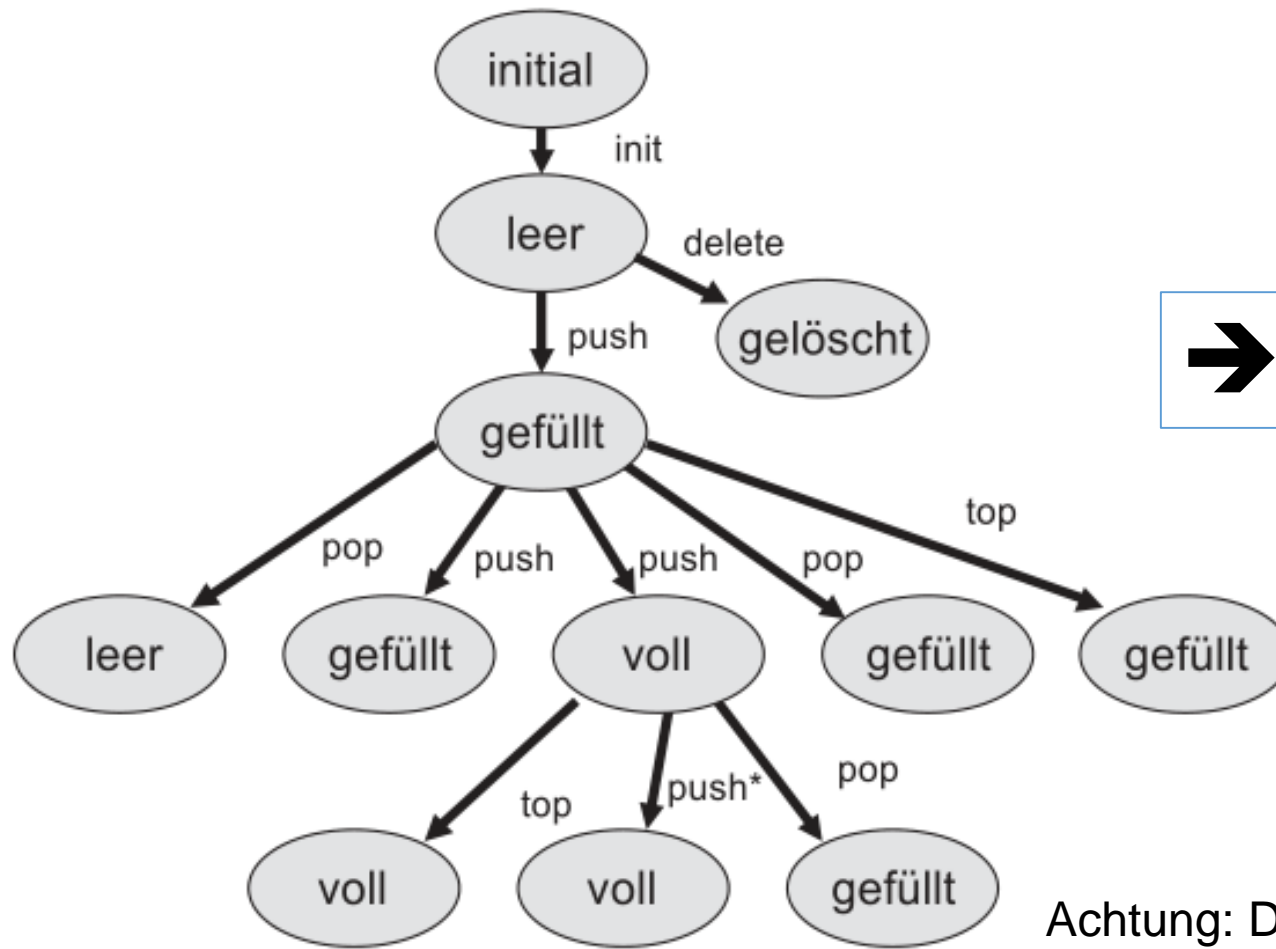 initial
init
leer
delete
push
gelöscht
gefüllt
top
pop
push
push
pop
leer
gefüllt
voll
gefüllt
gefüllt
top
push*
pop
voll
voll
gefüllt
Achtung: D